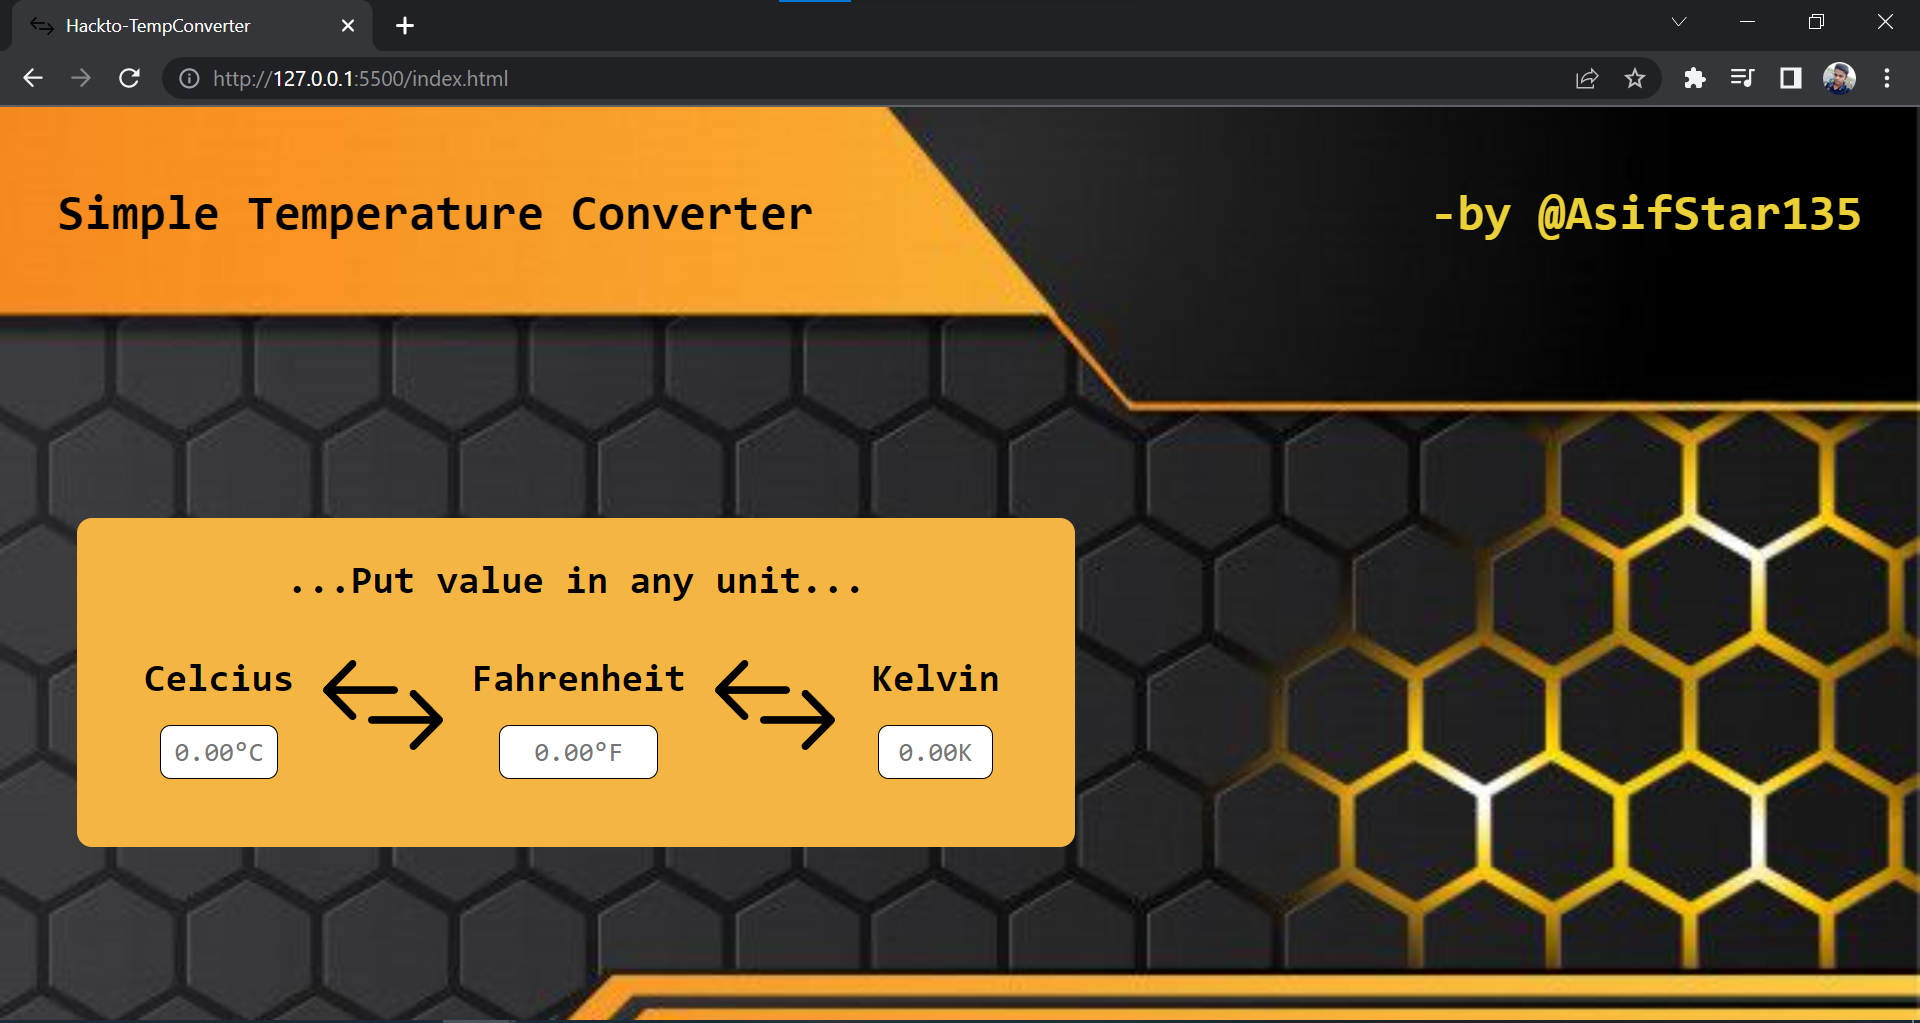 Hackto-TempConverter
http://127.0.0.1:5500/index.html
Simple Temperature Converter
-by @AsifStar135
...Put value in any unit...
Celcius Fahrenheit Kelvin
0.00°C 0.00°F 0.00K